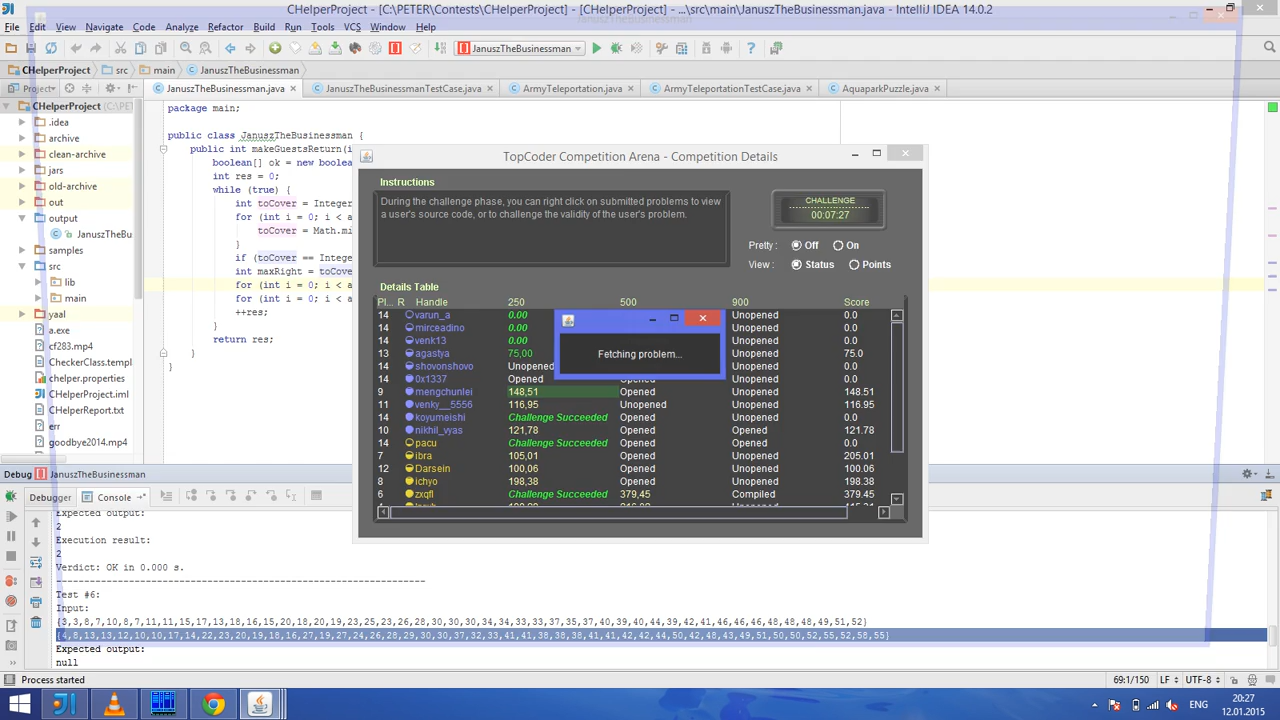 CHelperProject - [C:\PETER\Contests\CHelperProject] - [CHelperProject] - [...\src\main\JanuszTheBusinessman.java] - IntelliJ IDEA 14.0.2
File Edit View Navigate Code Analyze Refactor Build Run Tools VCS Window Help
JanuszTheBusinessman
CHelperProject src main JanuszTheBusinessman
Project JanuszTheBusinessman.java JanuszTheBusinessmanTestCase.java ArmyTeleportation.java ArmyTeleportationTestCase.java AquaparkPuzzle.java
CHelperProject (C:\PE
.idea
archive
clean-archive
jars
old-archive
out
output
JanuszTheBu
samples
src
lib
main
yaal
a.exe
cf283.mp4
CheckerClass.templ
chelper.properties
CHelperProject.iml
CHelperReport.txt
err
goodbye2014.mp4
package main;
public class JanuszTheBusinessman {
public int makeGuestsReturn(i
boolean[] ok = new boolea
int res = 0;
while (true) {
int toCover = Integer
for (int i = 0; i < a
toCover = Math.mi
}
if (toCover == Intege
int maxRight = toCove
for (int i = 0; i < a
for (int i = 0; i < a
++res;
}
return res;
}
}
TopCoder Competition Arena - Competition Details
Instructions
During the challenge phase, you can right click on submitted problems to view
a user's source code, or to challenge the validity of the user's problem.
CHALLENGE
00:07:27
Pretty : Off On
View : Status Points
Details Table
Pl... R Handle 250 500 900 Score
14 varun_a 0.00 Unopened 0.0
14 mirceadino 0.00 Unopened 0.0
14 venk13 0.00 Unopened 0.0
13 agastya 75,00 Unopened 75.0
14 shovonshovo Unopened Unopened 0.0
14 0x1337 Opened Opened Unopened 0.0
9 mengchunlei 148,51 Opened Unopened 148.51
11 venky__5556 116,95 Unopened Unopened 116.95
14 koyumeishi Challenge Succeeded Opened Unopened 0.0
10 nikhil_vyas 121,78 Opened Opened 121.78
14 pacu Challenge Succeeded Opened Unopened 0.0
7 ibra 105,01 Opened Unopened 205.01
12 Darsein 100,06 Opened Opened 100.06
8 ichyo 198,38 Opened Unopened 198.38
6 zxqfl Challenge Succeeded 379,45 Compiled 379.45
Fetching problem...
Debug JanuszTheBusinessman
Debugger Console
Expected output:
2
Execution result:
2
Verdict: OK in 0.000 s.
Test #6:
Input:
{3,3,8,7,10,8,7,11,11,15,17,13,18,16,15,20,18,19,23,25,23,26,28,30,30,30,34,34,33,33,37,35,37,40,39,40,44,39,42,41,46,46,46,48,48,48,49,51,52}
{4,8,13,13,12,10,10,17,14,22,23,20,19,18,16,27,19,27,24,26,28,29,30,30,37,32,33,41,41,38,38,38,41,41,42,42,44,50,42,48,43,49,51,50,50,52,55,52,58,55}
Expected output:
null
Process started 69:1/150 LF UTF-8
ENG
20:27
12.01.2015